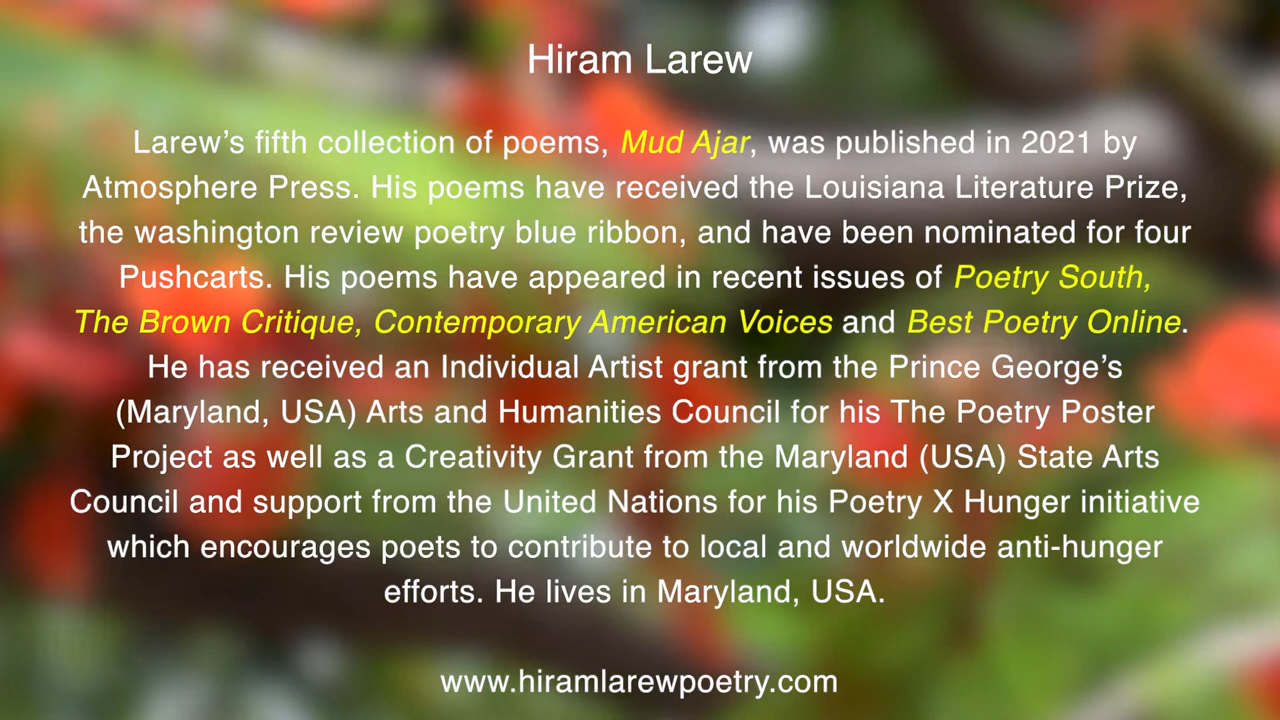 Hiram Larew
Larew’s fifth collection of poems, Mud Ajar, was published in 2021 by
Atmosphere Press. His poems have received the Louisiana Literature Prize,
the washington review poetry blue ribbon, and have been nominated for four
Pushcarts. His poems have appeared in recent issues of Poetry South,
The Brown Critique, Contemporary American Voices and Best Poetry Online.
He has received an Individual Artist grant from the Prince George’s
(Maryland, USA) Arts and Humanities Council for his The Poetry Poster
Project as well as a Creativity Grant from the Maryland (USA) State Arts
Council and support from the United Nations for his Poetry X Hunger initiative
which encourages poets to contribute to local and worldwide anti-hunger
efforts. He lives in Maryland, USA.
www.hiramlarewpoetry.com